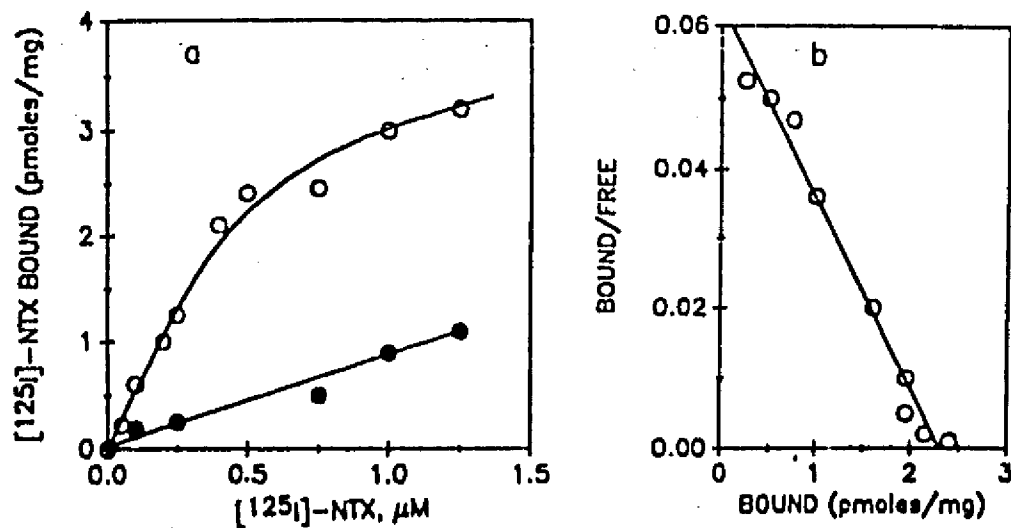 a
[125I]-NTX BOUND (pmoles/mg)
4
3
2
1
0
0.0
0.5
1.0
1.5
[125I]-NTX, μM
b
BOUND/FREE
0.06
0.04
0.02
0.00
0
1
2
3
BOUND (pmoles/mg)